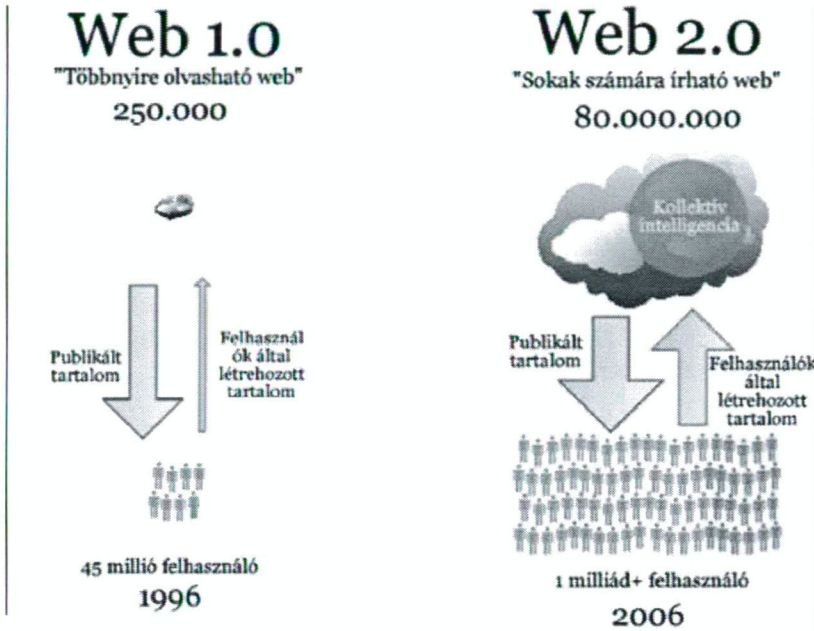 Web 1.0
"Többnyire olvasható web"
250.000
Publikált
tartalom
Felhasznál
ók által
létrehozott
tartalom
45 millió felhasználó
1996
Web 2.0
"Sokak számára írható web"
80.000.000
Kollektív
intelligencia
Publikált
tartalom
Felhasználók
által
létrehozott
tartalom
1 milliád+ felhasználó
2006